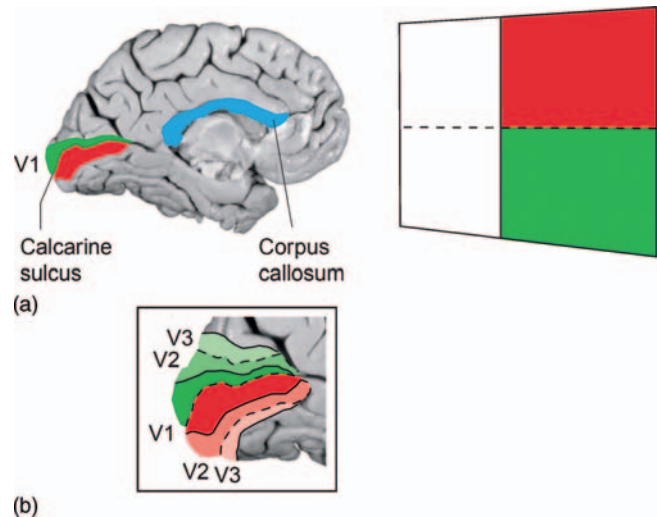 V1
Calcarine
sulcus
Corpus
callosum
(a)
V3
V2
V1
V2 V3
(b)